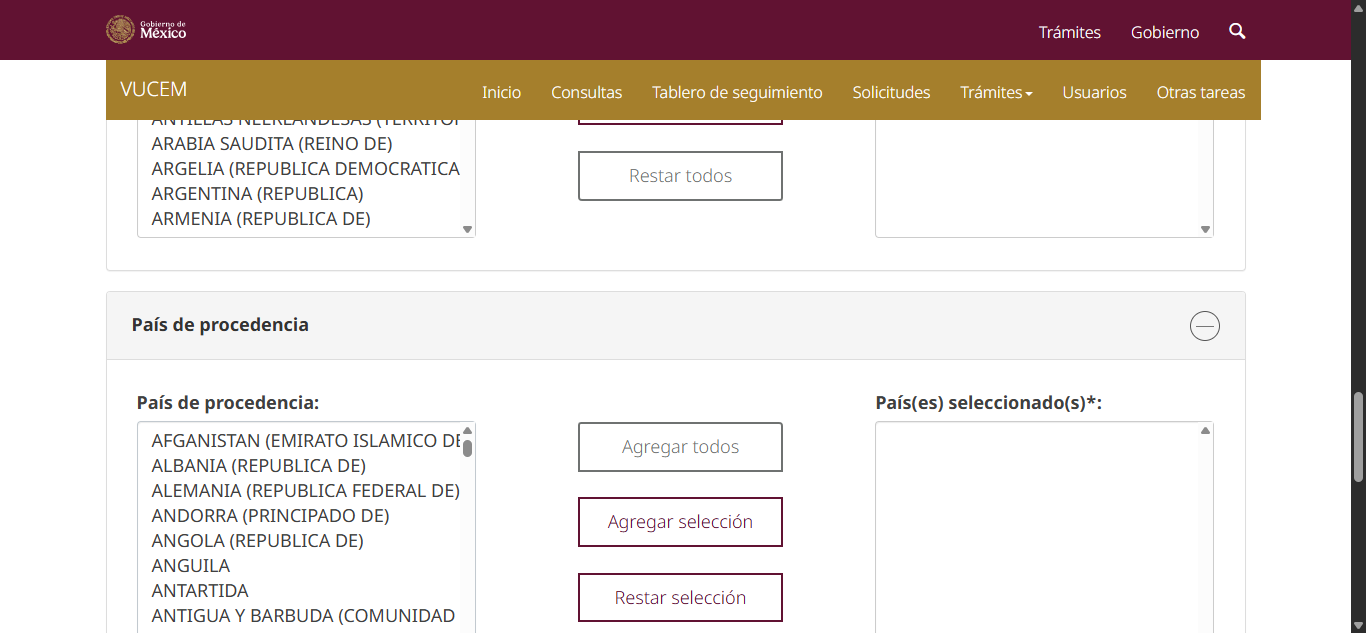 Gobierno de
México
Trámites
Gobierno
VUCEM
Inicio
Consultas
Tablero de seguimiento
Solicitudes
Trámites
Usuarios
Otras tareas
ANTILLAS NEERLANDESAS (TERRITOR
ARABIA SAUDITA (REINO DE)
ARGELIA (REPUBLICA DEMOCRATICA
ARGENTINA (REPUBLICA)
ARMENIA (REPUBLICA DE)
Restar todos
País de procedencia
País de procedencia:
AFGANISTAN (EMIRATO ISLAMICO DE
ALBANIA (REPUBLICA DE)
ALEMANIA (REPUBLICA FEDERAL DE)
ANDORRA (PRINCIPADO DE)
ANGOLA (REPUBLICA DE)
ANGUILA
ANTARTIDA
ANTIGUA Y BARBUDA (COMUNIDAD
Agregar todos
Agregar selección
Restar selección
País(es) seleccionado(s)*: